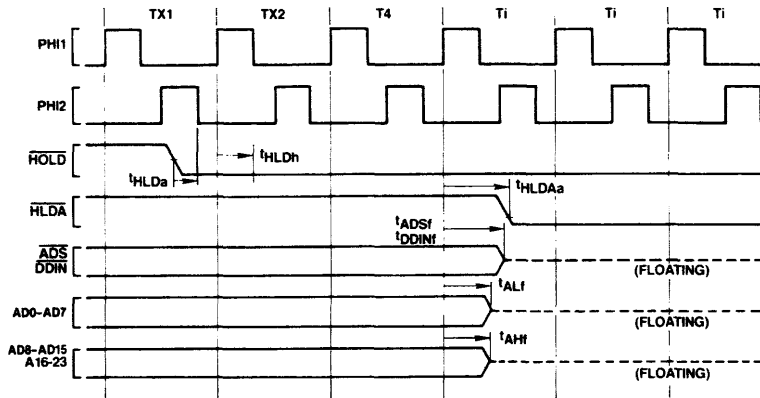 TX1 TX2 T4 Ti Ti Ti
PHI1
PHI2
HOLD
tHLDa
tHLDh
HLDA
tHLDAa
ADS
DDIN
tADSf
tDDINf
(FLOATING)
AD0–AD7
tALf
(FLOATING)
AD8–AD15
A16-23
tAHf
(FLOATING)